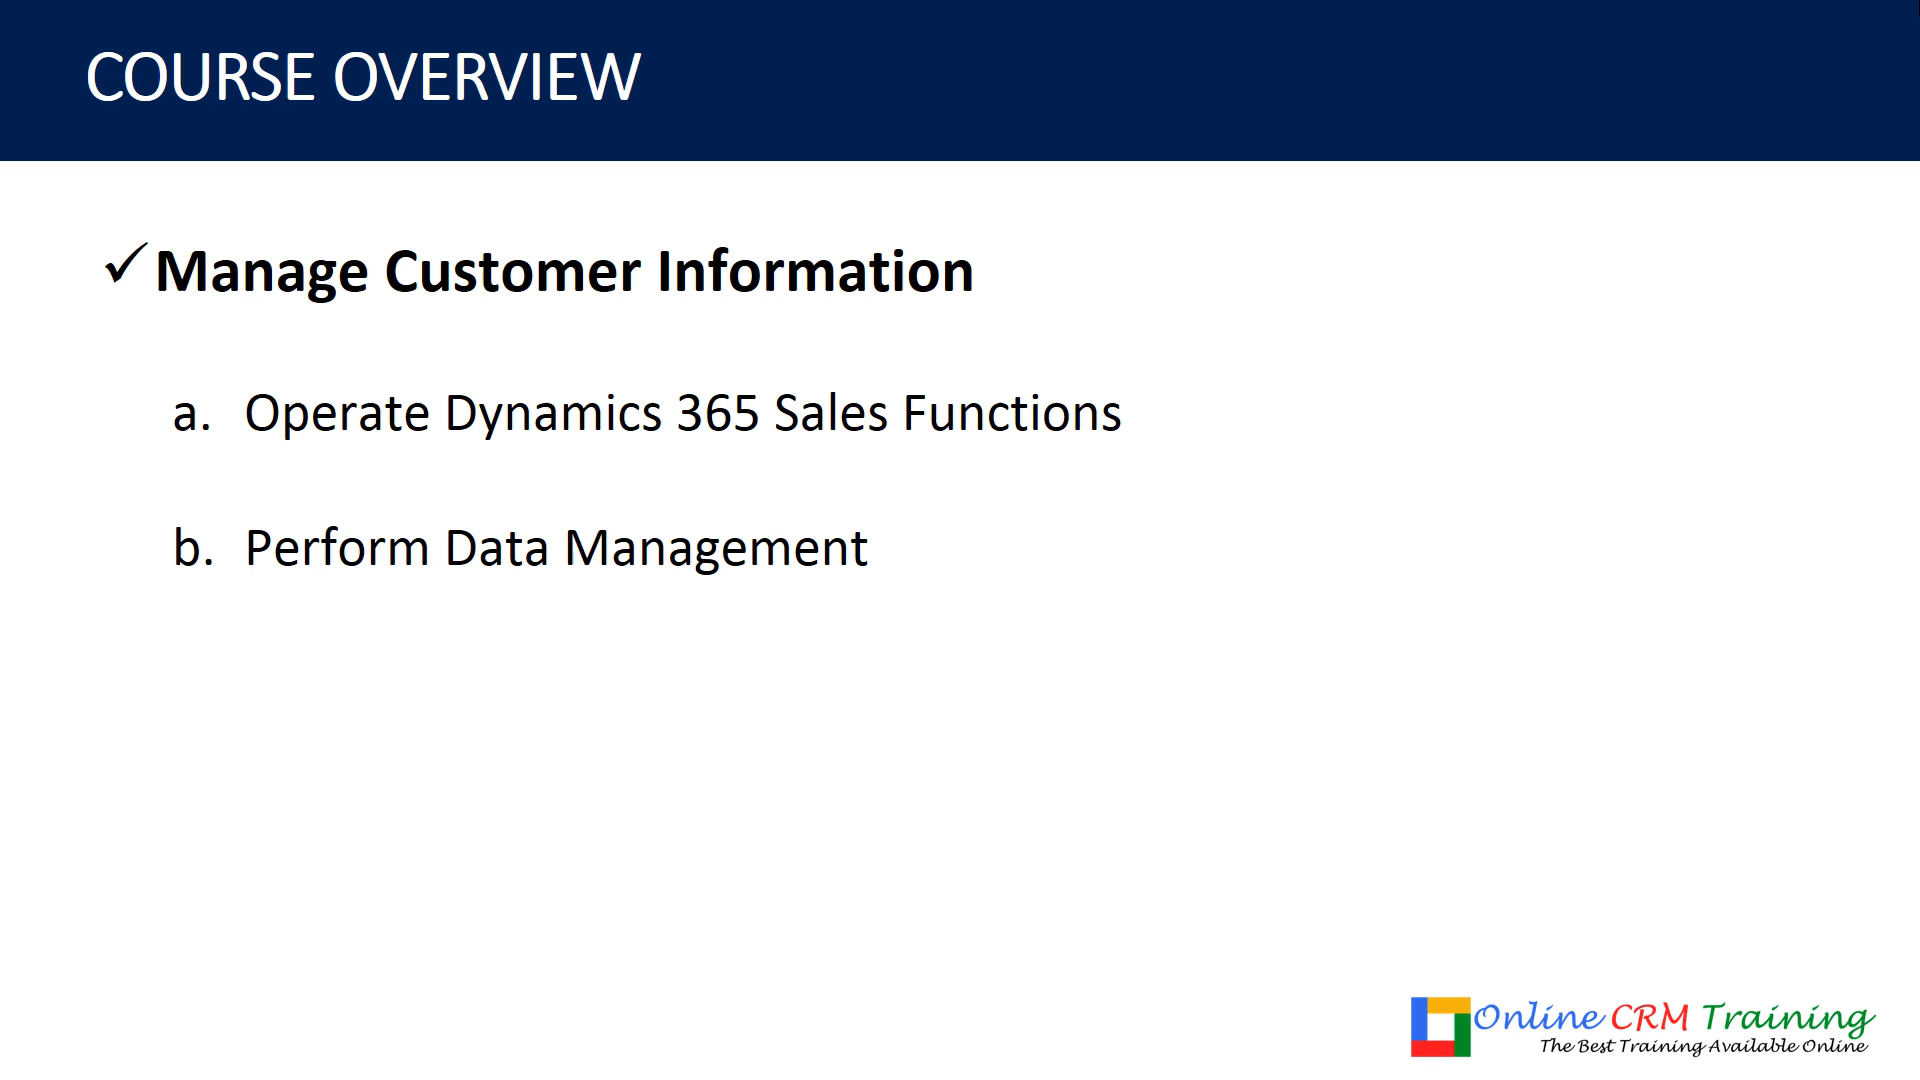 COURSE OVERVIEW
✓ Manage Customer Information
a. Operate Dynamics 365 Sales Functions
b. Perform Data Management
Online CRM Training
The Best Training Available Online